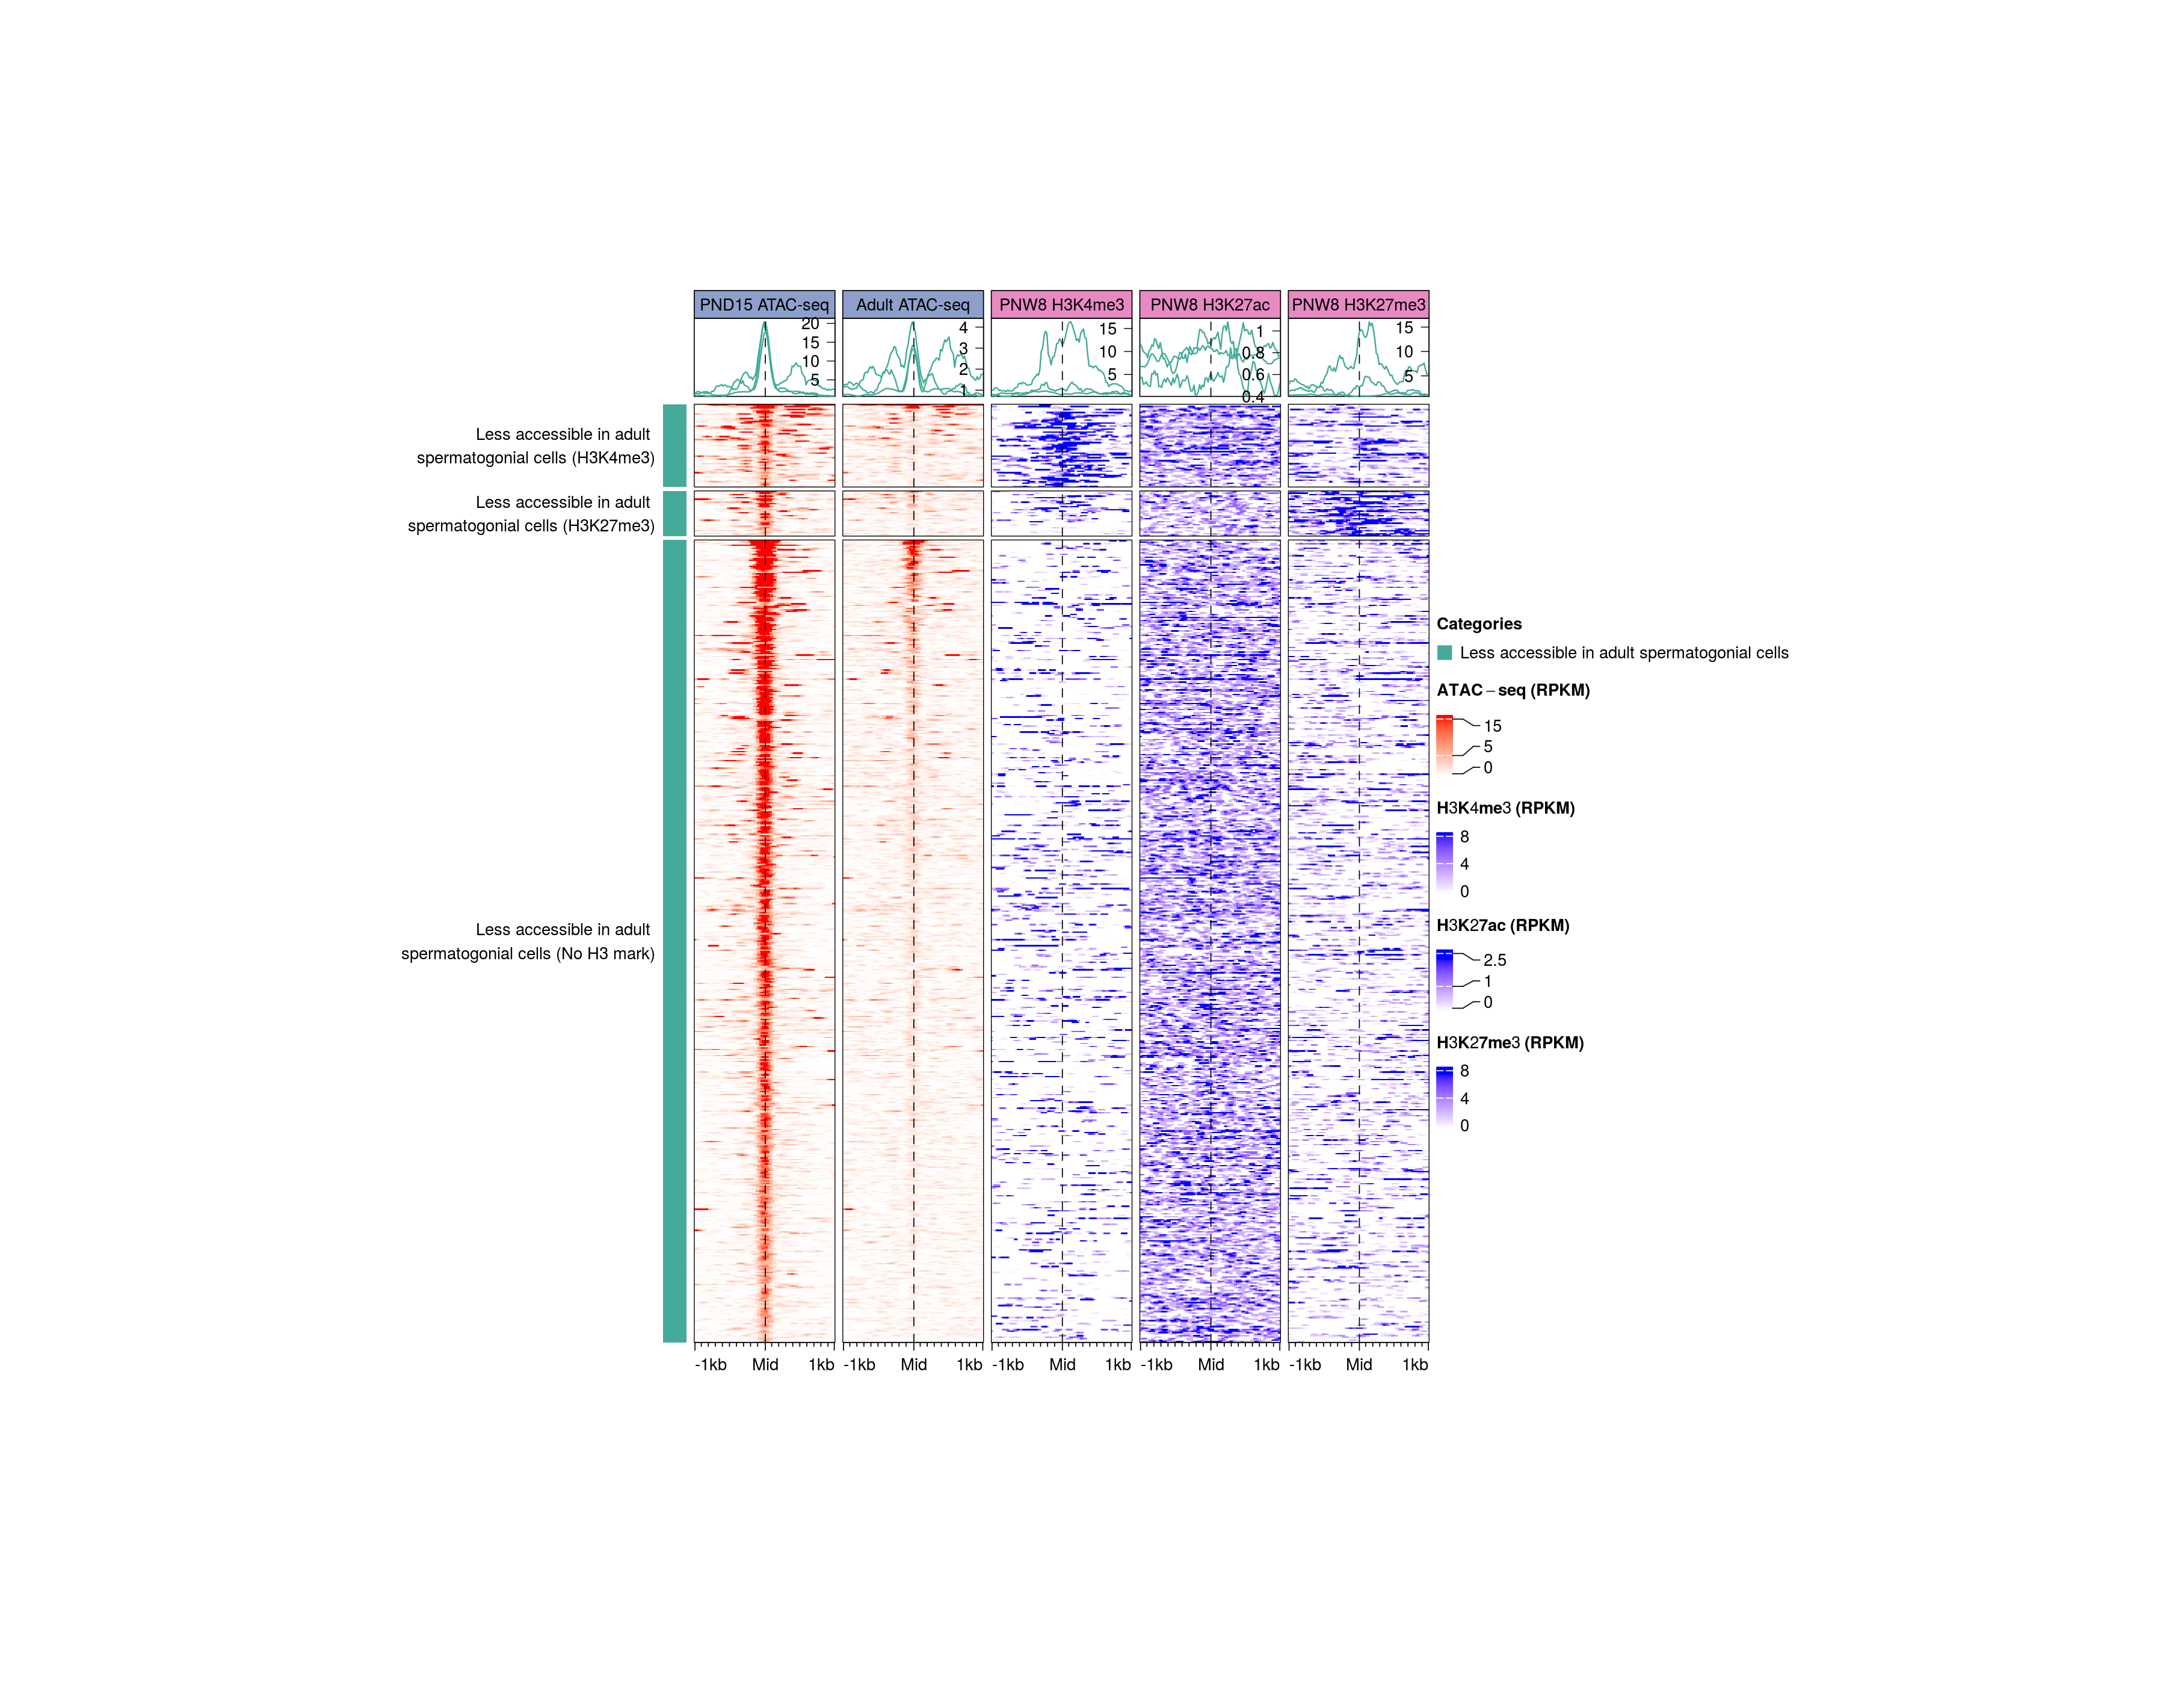 PND15 ATAC-seq
Adult ATAC-seq
PNW8 H3K4me3
PNW8 H3K27ac
PNW8 H3K27me3
20
15
10
5
4
3
2
1
15
10
5
1
0.8
0.6
0.4
15
10
5
Less accessible in adult
spermatogonial cells (H3K4me3)
Less accessible in adult
spermatogonial cells (H3K27me3)
Less accessible in adult
spermatogonial cells (No H3 mark)
-1kb Mid 1kb
-1kb Mid 1kb
-1kb Mid 1kb
-1kb Mid 1kb
-1kb Mid 1kb
Categories
Less accessible in adult spermatogonial cells
ATAC−seq (RPKM)
15
5
0
H3K4me3 (RPKM)
8
4
0
H3K27ac (RPKM)
2.5
1
0
H3K27me3 (RPKM)
8
4
0